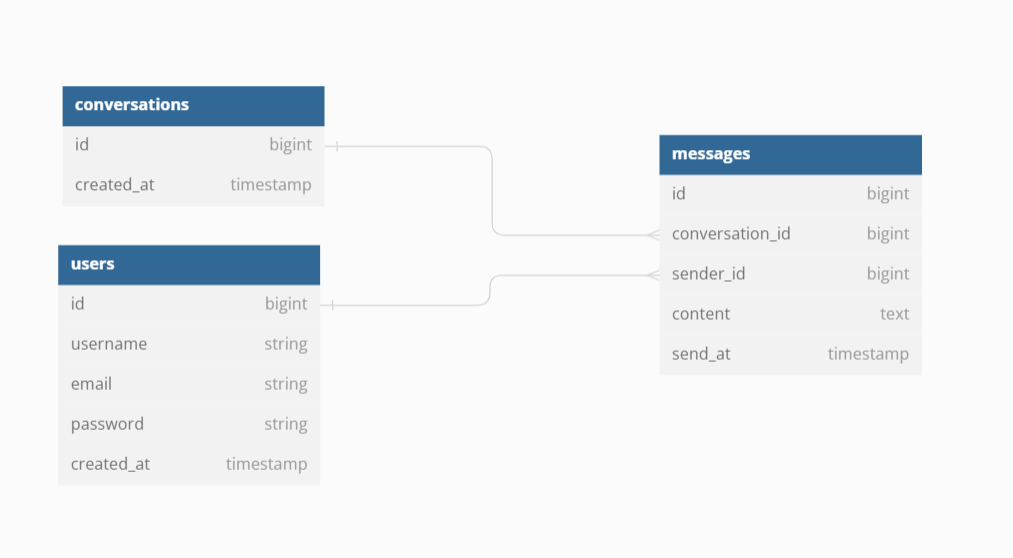 conversations
id bigint
created_at timestamp
users
id bigint
username string
email string
password string
created_at timestamp
messages
id bigint
conversation_id bigint
sender_id bigint
content text
send_at timestamp